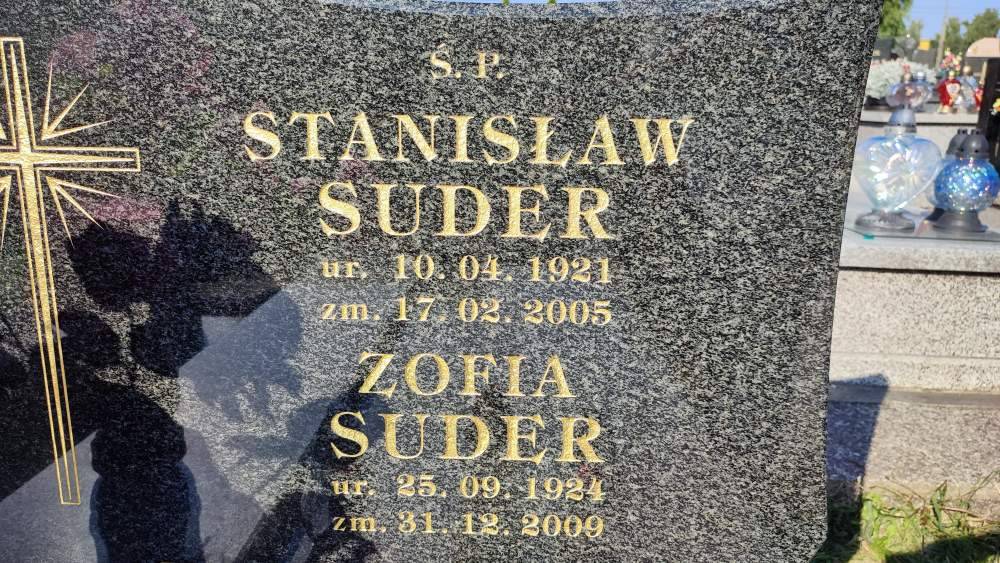 Ś. P.
STANISŁAW
SUDER
ur. 10. 04. 1921
zm. 17. 02. 2005
ZOFIA
SUDER
ur. 25. 09. 1924
zm. 31. 12. 2009